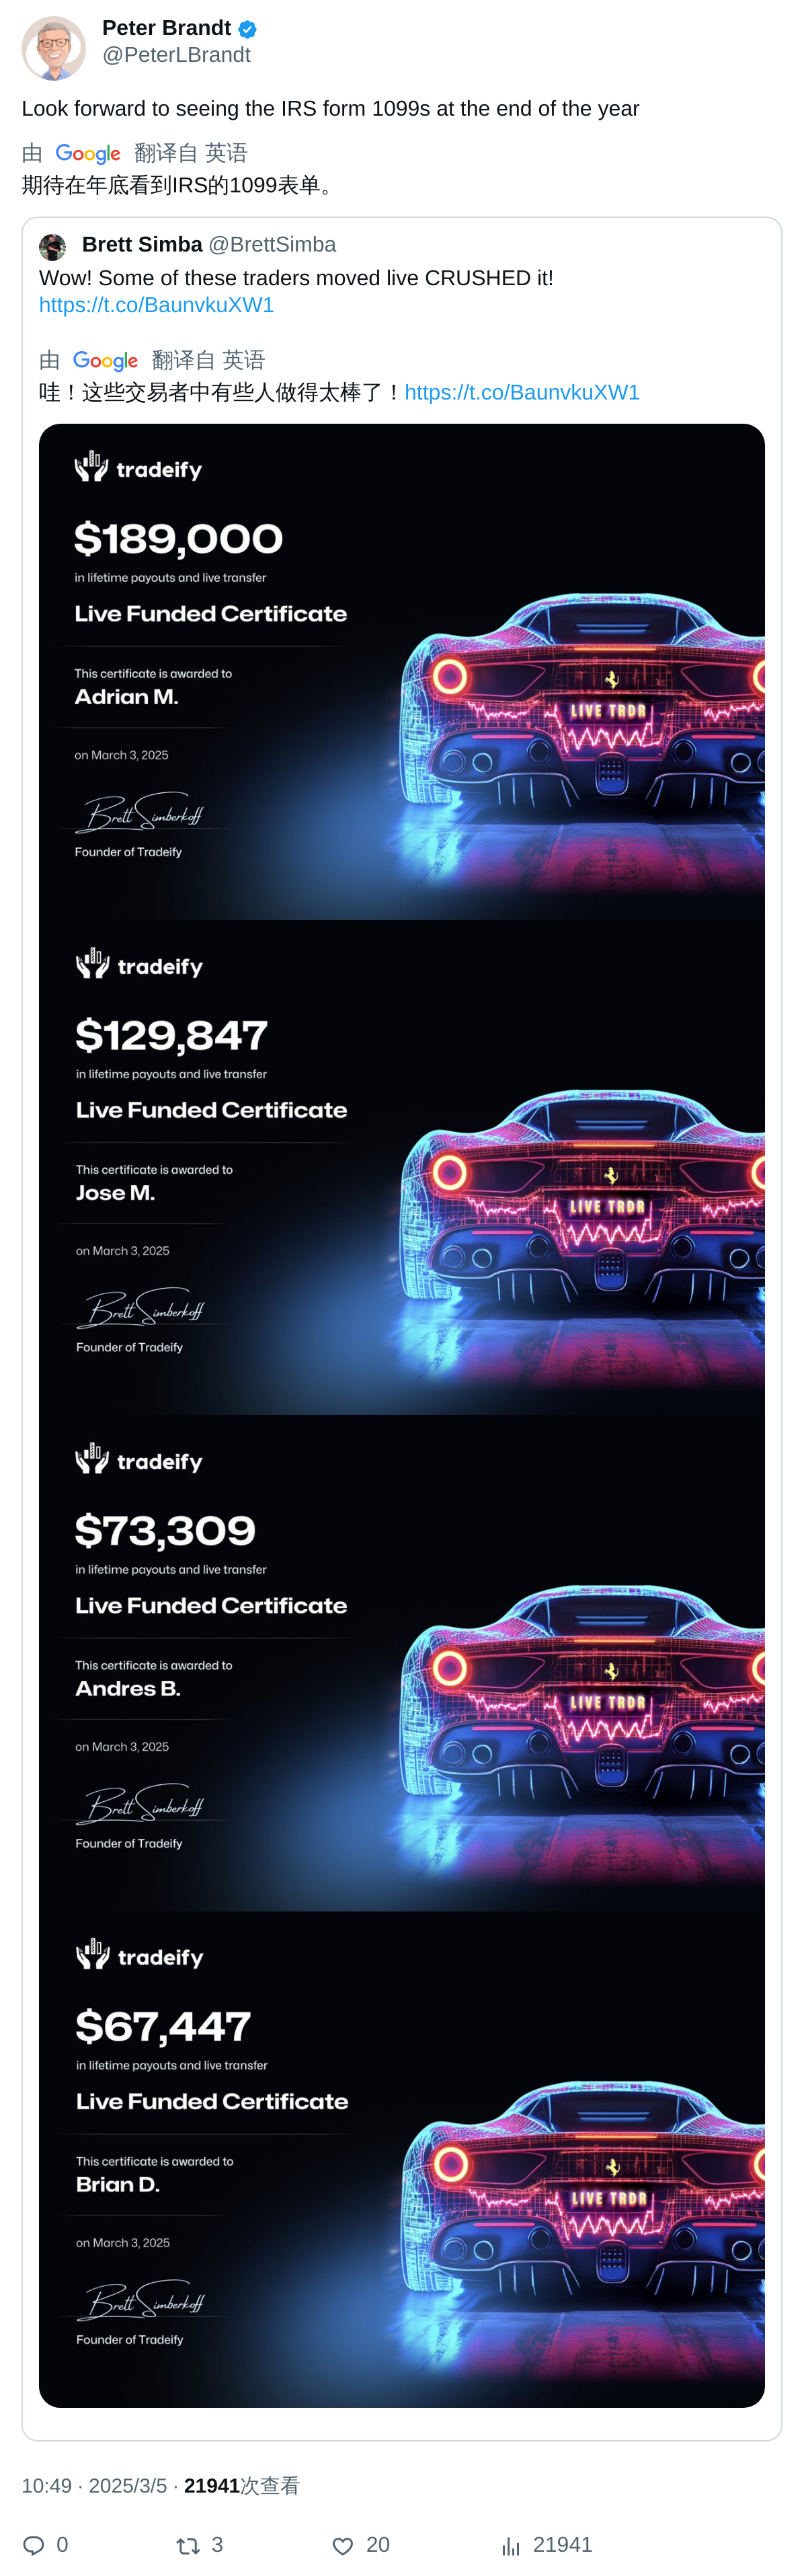 Peter Brandt
@PeterLBrandt
Look forward to seeing the IRS form 1099s at the end of the year
由 Google 翻译自 英语
期待在年底看到IRS的1099表单。
Brett Simba @BrettSimba
Wow! Some of these traders moved live CRUSHED it!
https://t.co/BaunvkuXW1
由 Google 翻译自 英语
哇！这些交易者中有些人做得太棒了！https://t.co/BaunvkuXW1
tradeify
$189,000
in lifetime payouts and live transfer
Live Funded Certificate
This certificate is awarded to
Adrian M.
on March 3, 2025
Brett Simberkoff
Founder of Tradeify
LIVE TRDR
tradeify
$129,847
in lifetime payouts and live transfer
Live Funded Certificate
This certificate is awarded to
Jose M.
on March 3, 2025
Brett Simberkoff
Founder of Tradeify
LIVE TRDR
tradeify
$73,309
in lifetime payouts and live transfer
Live Funded Certificate
This certificate is awarded to
Andres B.
on March 3, 2025
Brett Simberkoff
Founder of Tradeify
LIVE TRDR
tradeify
$67,447
in lifetime payouts and live transfer
Live Funded Certificate
This certificate is awarded to
Brian D.
on March 3, 2025
Brett Simberkoff
Founder of Tradeify
LIVE TRDR
10:49 · 2025/3/5 · 21941次查看
0 3 20 21941